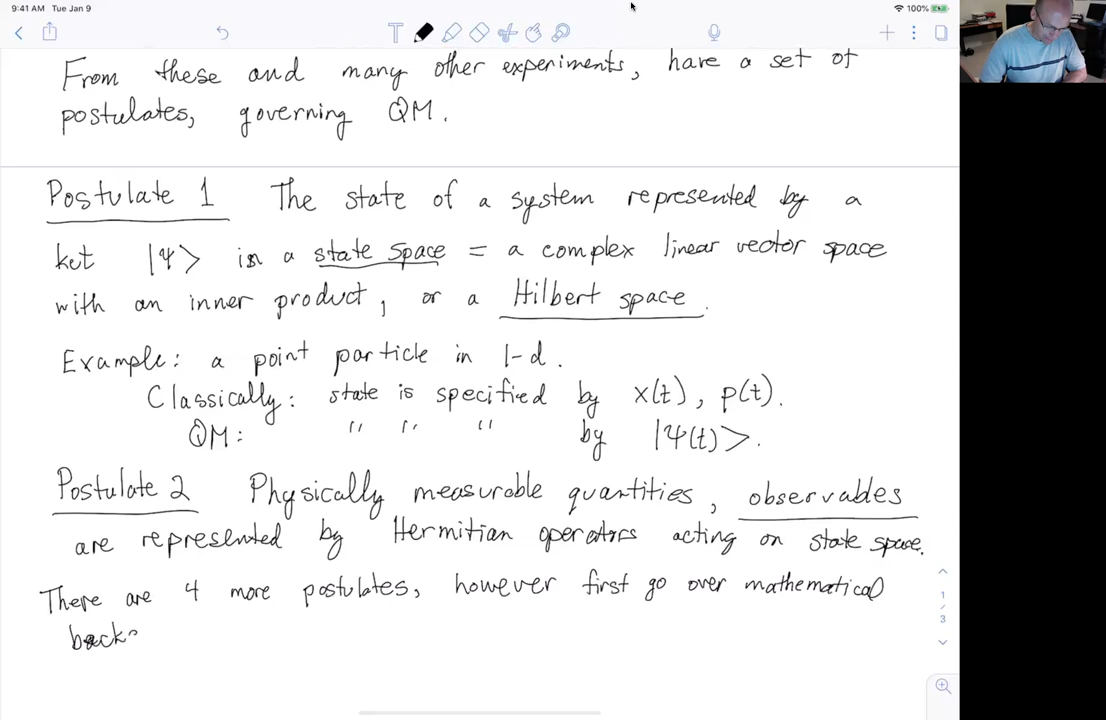 9:41 AM Tue Jan 9
100%
From these and many other experiments, have a set of
postulates, governing QM.
Postulate 1 The state of a system represented by a
ket |Ψ> in a state space = a complex linear vector space
with an inner product, or a Hilbert space.
Example: a point particle in 1-d.
Classically: state is specified by x(t), p(t).
QM: " " " by |Ψ(t)>.
Postulate 2 Physically measurable quantities, observables
are represented by Hermitian operators acting on state space.
There are 4 more postulates, however first go over mathematical
back
1
/
3